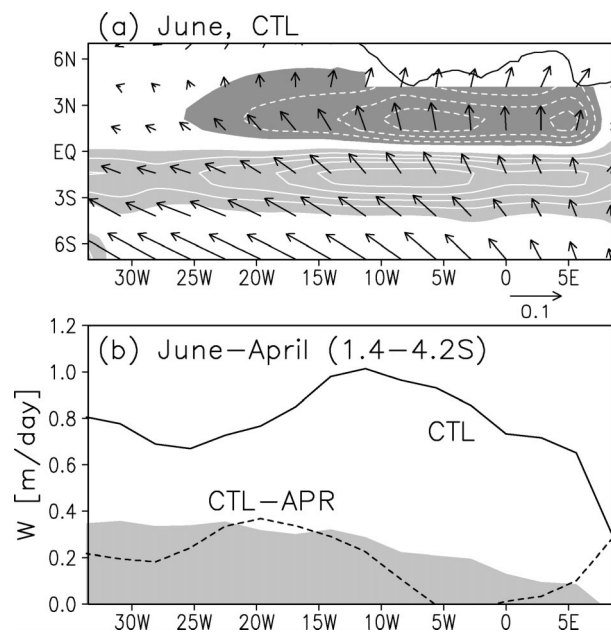 (a) June, CTL
6N
3N
EQ
3S
6S
30W 25W 20W 15W 10W 5W 0 5E
0.1
(b) June−April (1.4−4.2S)
W [m/day]
1.2
1.0
0.8
0.6
0.4
0.2
0.0
CTL
CTL−APR
30W 25W 20W 15W 10W 5W 0 5E